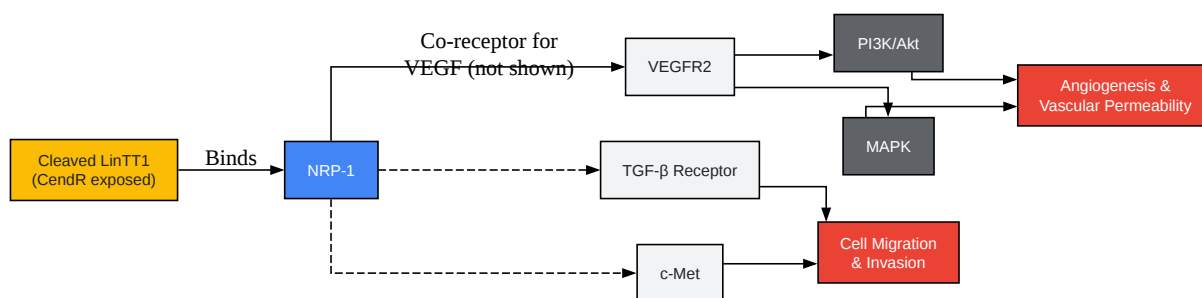 Co-receptor for
VEGF (not shown)
VEGFR2
PI3K/Akt
Angiogenesis &
Vascular Permeability
MAPK
Cleaved LinTT1
(CendR exposed)
Binds
NRP-1
TGF-β Receptor
Cell Migration
& Invasion
c-Met